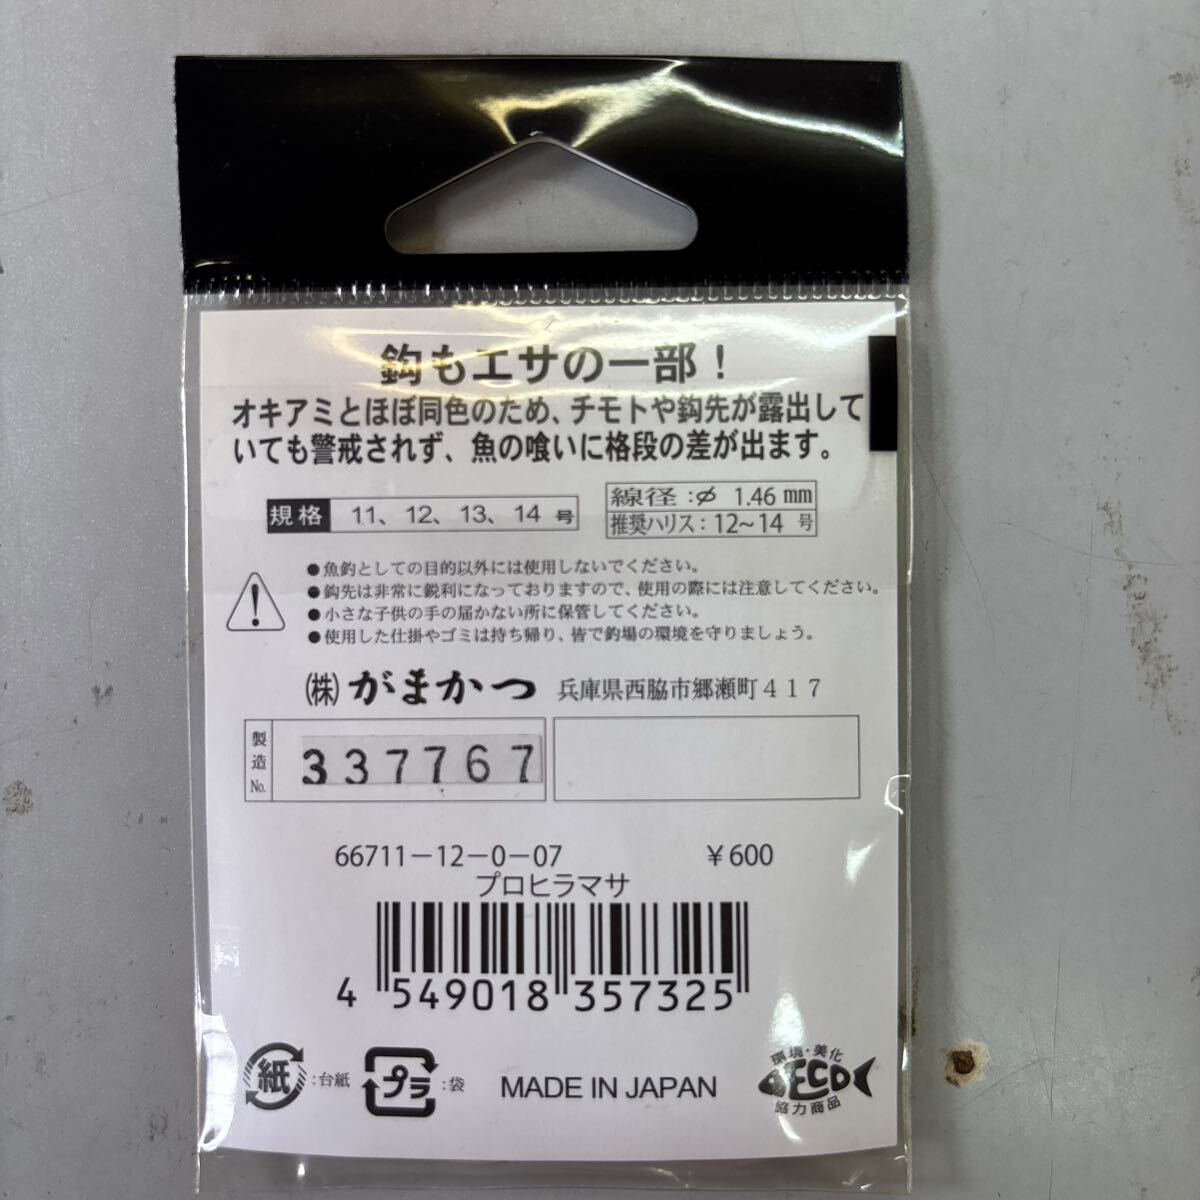 鈎もエサの一部！
オキアミとほぼ同色のため、チモトや鈎先が露出して
いても警戒されず、魚の喰いに格段の差が出ます。
規格 11、12、13、14 号
線径：φ 1.46 mm
推奨ハリス：12～14 号
●魚釣としての目的以外には使用しないでください。
●鈎先は非常に鋭利になっておりますので、使用の際には注意してください。
●小さな子供の手の届かない所に保管してください。
●使用した仕掛やゴミは持ち帰り、皆で釣場の環境を守りましょう。
㈱がまかつ 兵庫県西脇市郷瀬町４１７
製造No. 337767
66711-12-0-07 ￥600
プロヒラマサ
4 549018 357325
紙 :台紙 プラ :袋 MADE IN JAPAN
環境・美化
ECO
協力商品